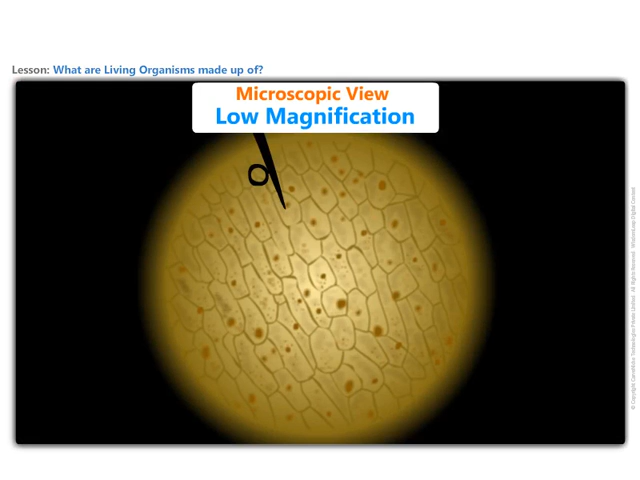 Lesson: What are Living Organisms made up of?
Microscopic View
Low Magnification